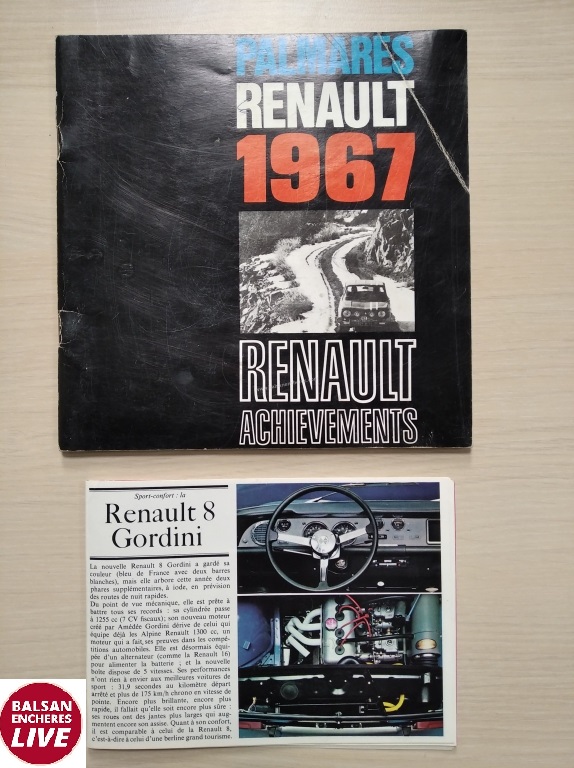 PALMARES
RENAULT
1967
RENAULT
ACHIEVEMENTS
Sport-confort : la
Renault 8
Gordini
La nouvelle Renault 8 Gordini a gardé sa
couleur (bleu de France avec deux barres
blanches), mais elle arbore cette année deux
phares supplémentaires, à iode, en prévision
des routes de nuit rapides.
Du point de vue mécanique, elle est prête à
battre tous ses records : sa cylindrée passe
à 1255 cc (7 CV fiscaux); son nouveau moteur
créé par Amédée Gordini dérive de celui qui
équipe déjà les Alpine Renault 1300 cc, un
moteur qui a fait ses preuves dans les compé-
titions automobiles. Elle est désormais équi-
pée d'un alternateur (comme la Renault 16)
pour alimenter la batterie ; et la nouvelle
boîte dispose de 5 vitesses. Ses performances
n'ont rien à envier aux meilleures voitures de
sport : 31,9 secondes au kilomètre départ
arrêté et plus de 175 km/h chrono en vitesse de
pointe. Encore plus brillante, encore plus
rapide, il fallait qu'elle soit encore plus sûre :
ses roues ont des jantes plus larges qui aug-
mentent encore son assise. Quant à son confort,
il est comparable à celui de la Renault 8,
c'est-à-dire à celui d'une berline grand tourisme.
BALSAN
ENCHERES
LIVE